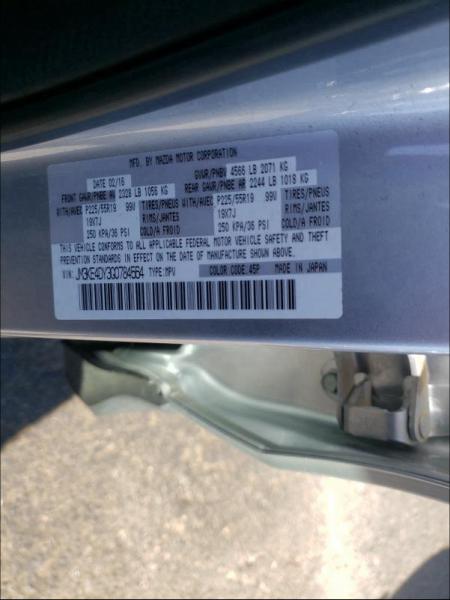 MFD. BY MAZDA MOTOR CORPORATION
DATE 02/16 GVWR/PNBV 4566 LB 2071 KG
FRONT GAWR/PNBE AV 2328 LB 1056 KG REAR GAWR/PNBE AR 2244 LB 1018 KG
WITH/AVEC P225/55R19 99V TIRES/PNEUS WITH/AVEC P225/55R19 99V TIRES/PNEUS
19X7J RIMS/JANTES 19X7J RIMS/JANTES
250 KPA/36 PSI COLD/A FROID 250 KPA/36 PSI COLD/A FROID
THIS VEHICLE CONFORMS TO ALL APPLICABLE FEDERAL MOTOR VEHICLE SAFETY AND THEFT
PREVENTION STANDARDS IN EFFECT ON THE DATE OF MANUFACTURE SHOWN ABOVE.
VIN: JM3KE4DY3G0784564 TYPE:MPV COLOR CODE:45P MADE IN JAPAN